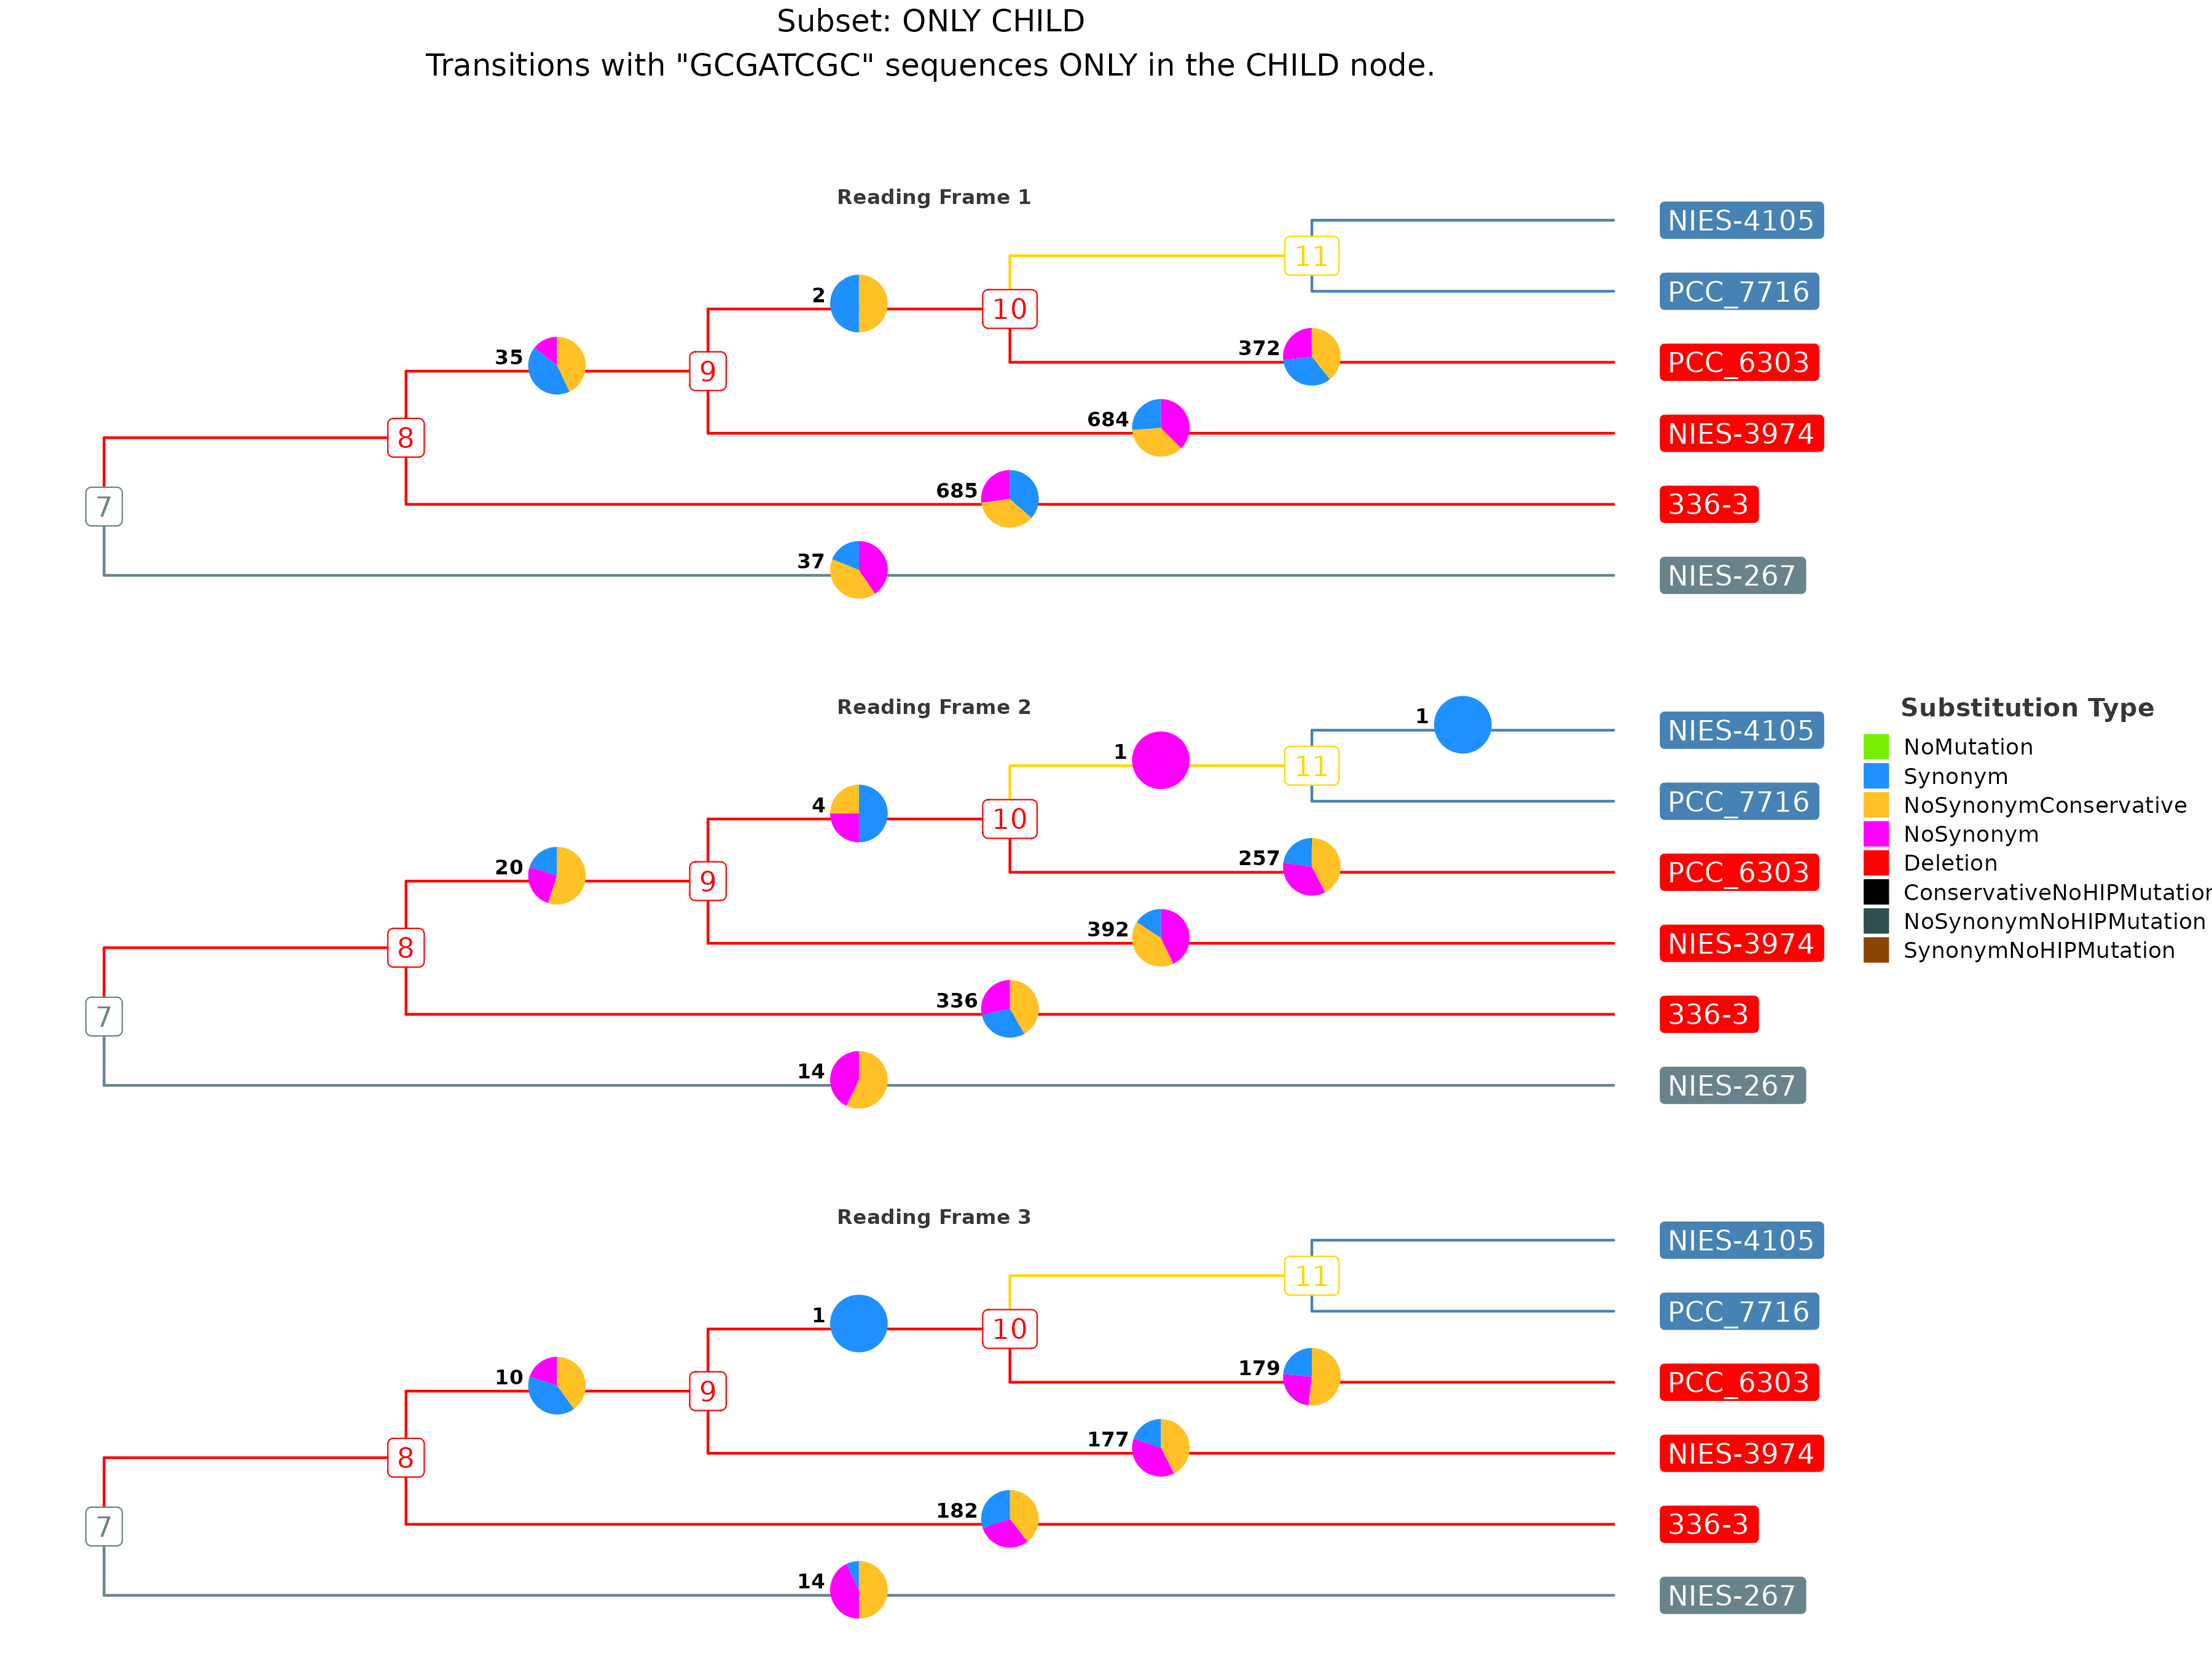 Subset: ONLY CHILD
Transitions with "GCGATCGC" sequences ONLY in the CHILD node.
Reading Frame 1
NIES-4105
11
PCC_7716
2
10
35
372
PCC_6303
9
684
NIES-3974
8
685
336-3
7
37
NIES-267
Reading Frame 2
1
NIES-4105
1
11
PCC_7716
4
10
20
257
PCC_6303
9
392
NIES-3974
8
336
336-3
7
14
NIES-267
Substitution Type
NoMutation
Synonym
NoSynonymConservative
NoSynonym
Deletion
ConservativeNoHIPMutation
NoSynonymNoHIPMutation
SynonymNoHIPMutation
Reading Frame 3
NIES-4105
11
PCC_7716
1
10
10
179
PCC_6303
9
177
NIES-3974
8
182
336-3
7
14
NIES-267